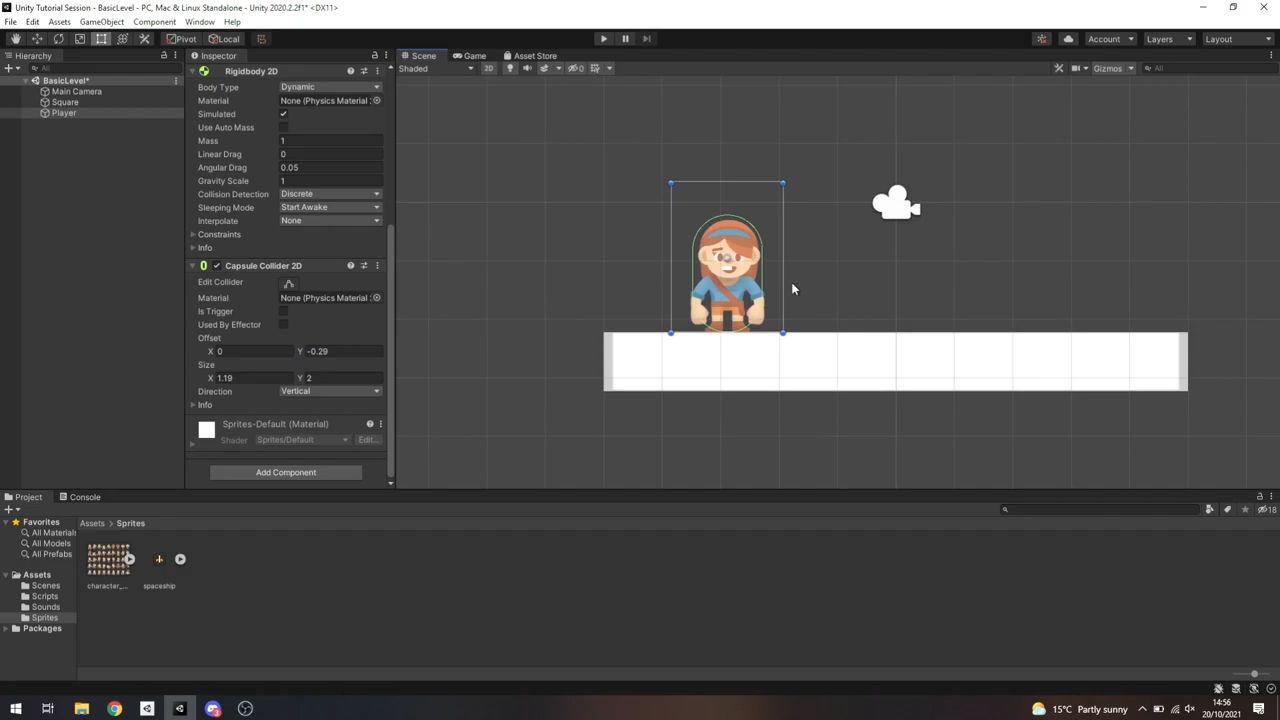 Unity Tutorial Session - BasicLevel - PC, Mac & Linux Standalone - Unity 2020.2.2f1* <DX11>
File Edit Assets GameObject Component Window Help
Pivot Local Account Layers Layout
Hierarchy
All
BasicLevel*
Main Camera
Square
Player
Inspector
Rigidbody 2D
Body Type Dynamic
Material None (Physics Material
Simulated
Use Auto Mass
Mass 1
Linear Drag 0
Angular Drag 0.05
Gravity Scale 1
Collision Detection Discrete
Sleeping Mode Start Awake
Interpolate None
Constraints
Info
Capsule Collider 2D
Edit Collider
Material None (Physics Material
Is Trigger
Used By Effector
Offset
X 0 Y -0.29
Size
X 1.19 Y 2
Direction Vertical
Info
Sprites-Default (Material)
Shader Sprites/Default Edit...
Add Component
Scene Game Asset Store
Shaded 2D 0 Gizmos All
Project Console
18
Favorites
All Materials
All Models
All Prefabs
Assets
Scenes
Scripts
Sounds
Sprites
Packages
Assets > Sprites
character_... spaceship
15°C Partly sunny
14:56
20/10/2021